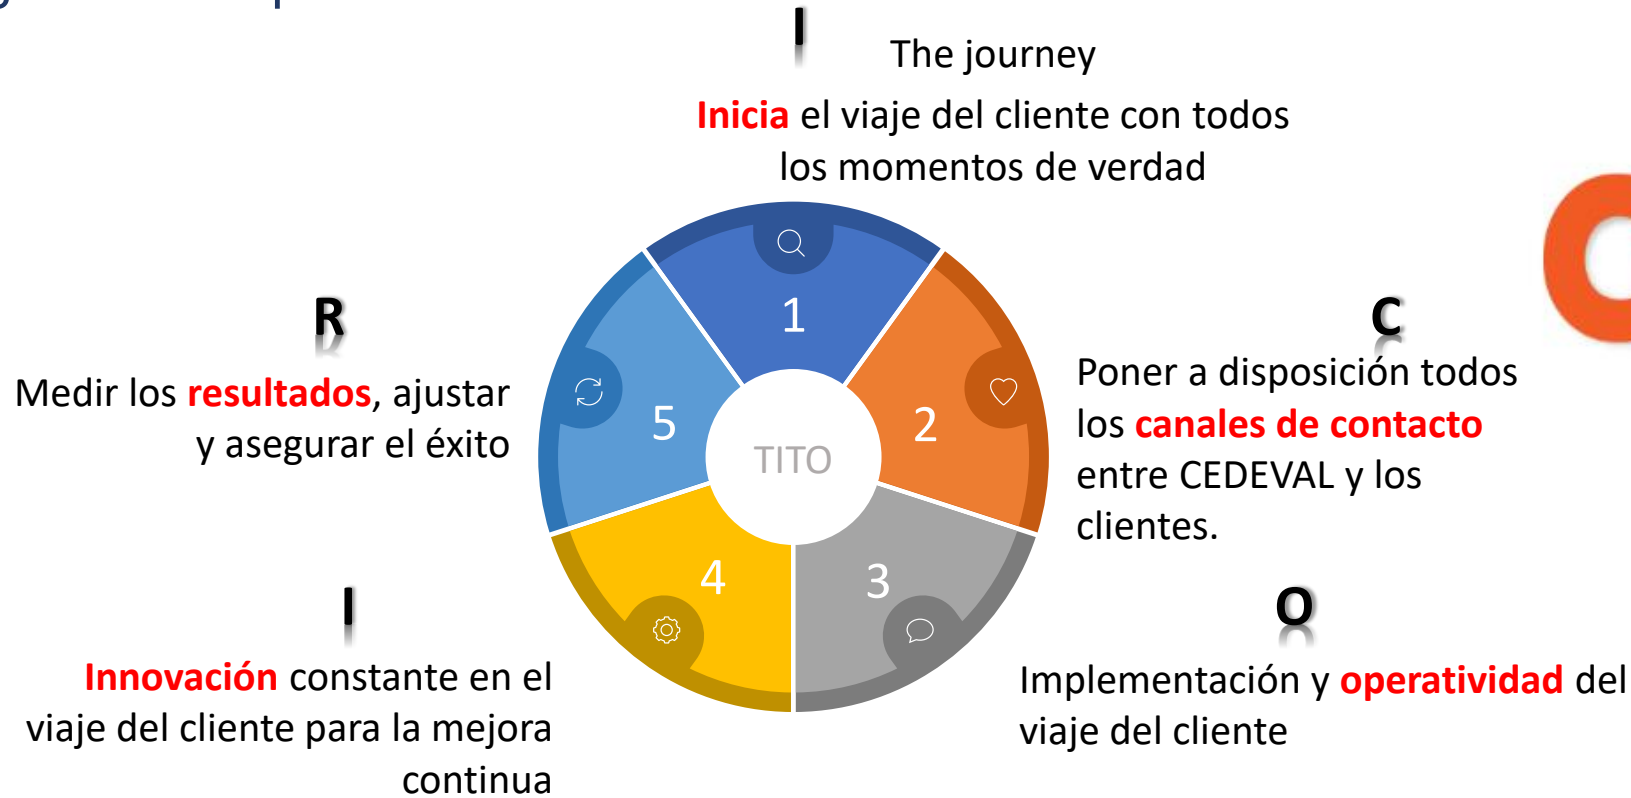 I
The journey
Inicia el viaje del cliente con todos
los momentos de verdad
1
C
Poner a disposición todos
los canales de contacto
entre CEDEVAL y los
clientes.
2
O
Implementación y operatividad del
viaje del cliente
3
I
Innovación constante en el
viaje del cliente para la mejora
continua
4
R
Medir los resultados, ajustar
y asegurar el éxito
5
TITO